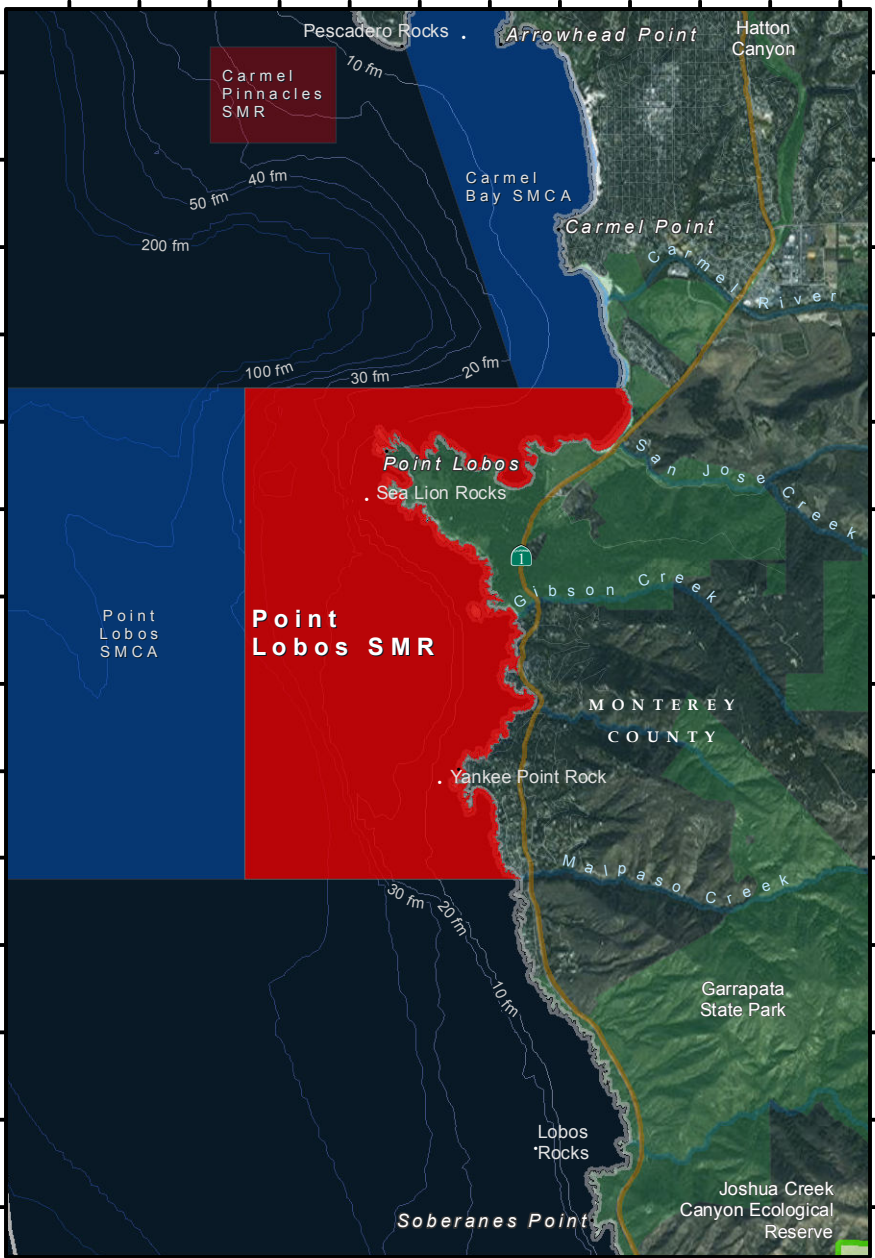 Pescadero Rocks
Arrowhead Point
Hatton
Canyon
10 fm
Carmel
Pinnacles
SMR
40 fm
50 fm
Carmel
Bay SMCA
200 fm
Carmel Point
Carmel River
100 fm
30 fm
20 fm
Point Lobos
San Jose Creek
Sea Lion Rocks
1
Gibson Creek
Point
Lobos
SMCA
Point
Lobos SMR
MONTEREY
COUNTY
Yankee Point Rock
Malpaso Creek
30 fm
20 fm
10 fm
Garrapata
State Park
Lobos
Rocks
Joshua Creek
Canyon Ecological
Reserve
Soberanes Point